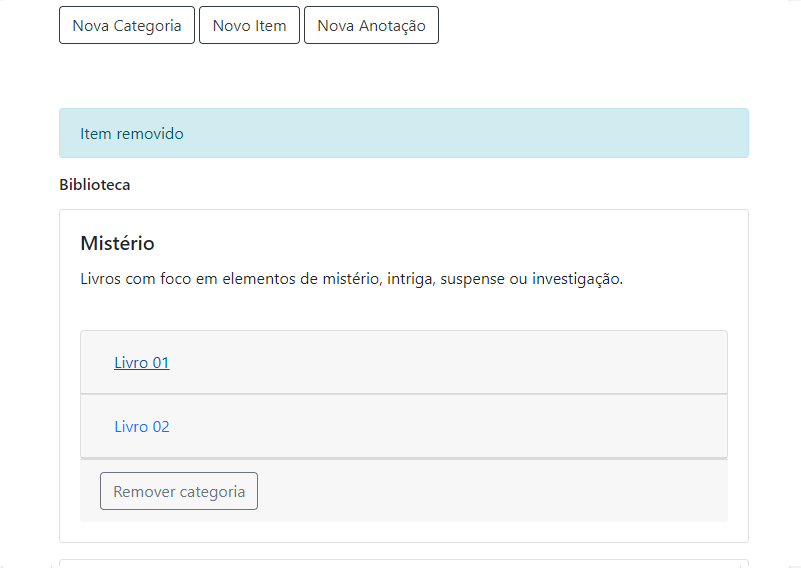 Nova Categoria Novo Item Nova Anotação
Item removido
Biblioteca
Mistério
Livros com foco em elementos de mistério, intriga, suspense ou investigação.
Livro 01
Livro 02
Remover categoria